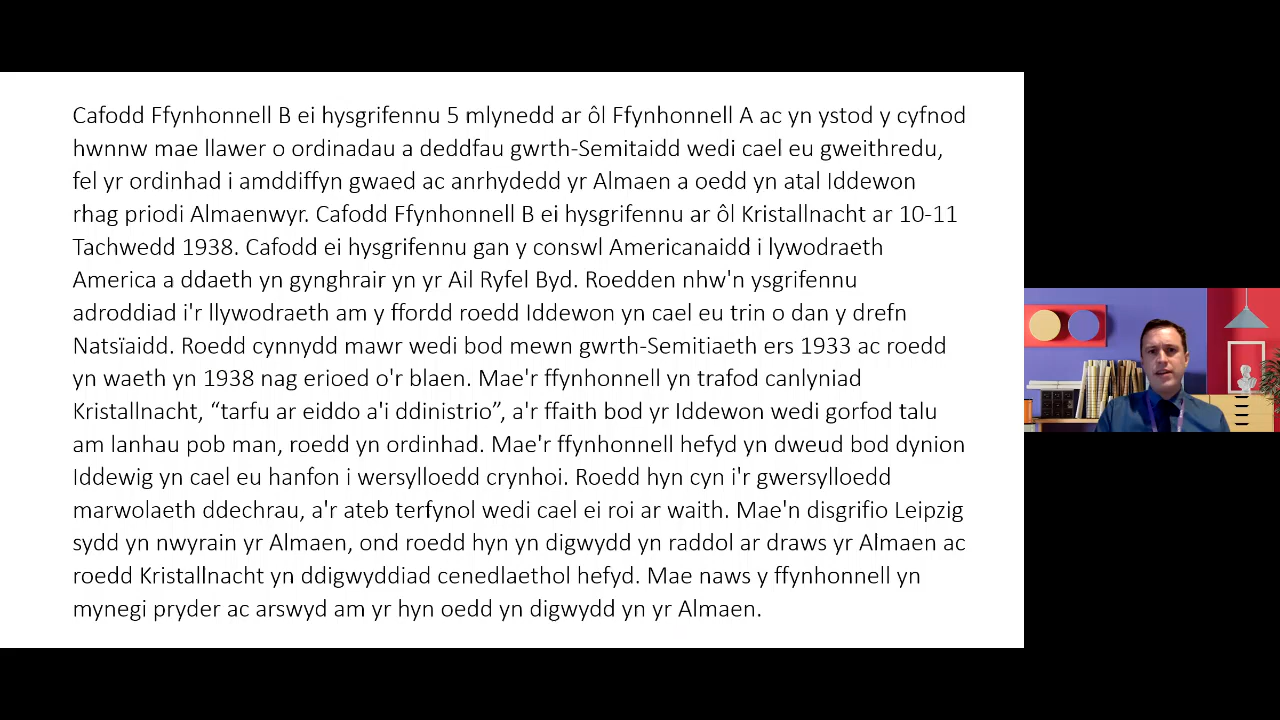 Cafodd Ffynhonnell B ei hysgrifennu 5 mlynedd ar ôl Ffynhonnell A ac yn ystod y cyfnod
hwnnw mae llawer o ordinadau a deddfau gwrth-Semitaidd wedi cael eu gweithredu,
fel yr ordinhad i amddiffyn gwaed ac anrhydedd yr Almaen a oedd yn atal Iddewon
rhag priodi Almaenwyr. Cafodd Ffynhonnell B ei hysgrifennu ar ôl Kristallnacht ar 10-11
Tachwedd 1938. Cafodd ei hysgrifennu gan y conswl Americanaidd i lywodraeth
America a ddaeth yn gynghrair yn yr Ail Ryfel Byd. Roedden nhw'n ysgrifennu
adroddiad i'r llywodraeth am y ffordd roedd Iddewon yn cael eu trin o dan y drefn
Natsïaidd. Roedd cynnydd mawr wedi bod mewn gwrth-Semitiaeth ers 1933 ac roedd
yn waeth yn 1938 nag erioed o'r blaen. Mae'r ffynhonnell yn trafod canlyniad
Kristallnacht, “tarfu ar eiddo a'i ddinistrio”, a'r ffaith bod yr Iddewon wedi gorfod talu
am lanhau pob man, roedd yn ordinhad. Mae'r ffynhonnell hefyd yn dweud bod dynion
Iddewig yn cael eu hanfon i wersylloedd crynhoi. Roedd hyn cyn i'r gwersylloedd
marwolaeth ddechrau, a'r ateb terfynol wedi cael ei roi ar waith. Mae'n disgrifio Leipzig
sydd yn nwyrain yr Almaen, ond roedd hyn yn digwydd yn raddol ar draws yr Almaen ac
roedd Kristallnacht yn ddigwyddiad cenedlaethol hefyd. Mae naws y ffynhonnell yn
mynegi pryder ac arswyd am yr hyn oedd yn digwydd yn yr Almaen.